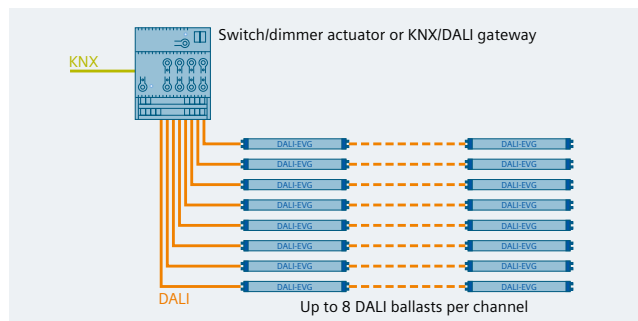 Switch/dimmer actuator or KNX/DALI gateway
KNX
DALI-EVG DALI-EVG
DALI-EVG DALI-EVG
DALI-EVG DALI-EVG
DALI-EVG DALI-EVG
DALI-EVG DALI-EVG
DALI-EVG DALI-EVG
DALI-EVG DALI-EVG
DALI-EVG DALI-EVG
DALI
Up to 8 DALI ballasts per channel